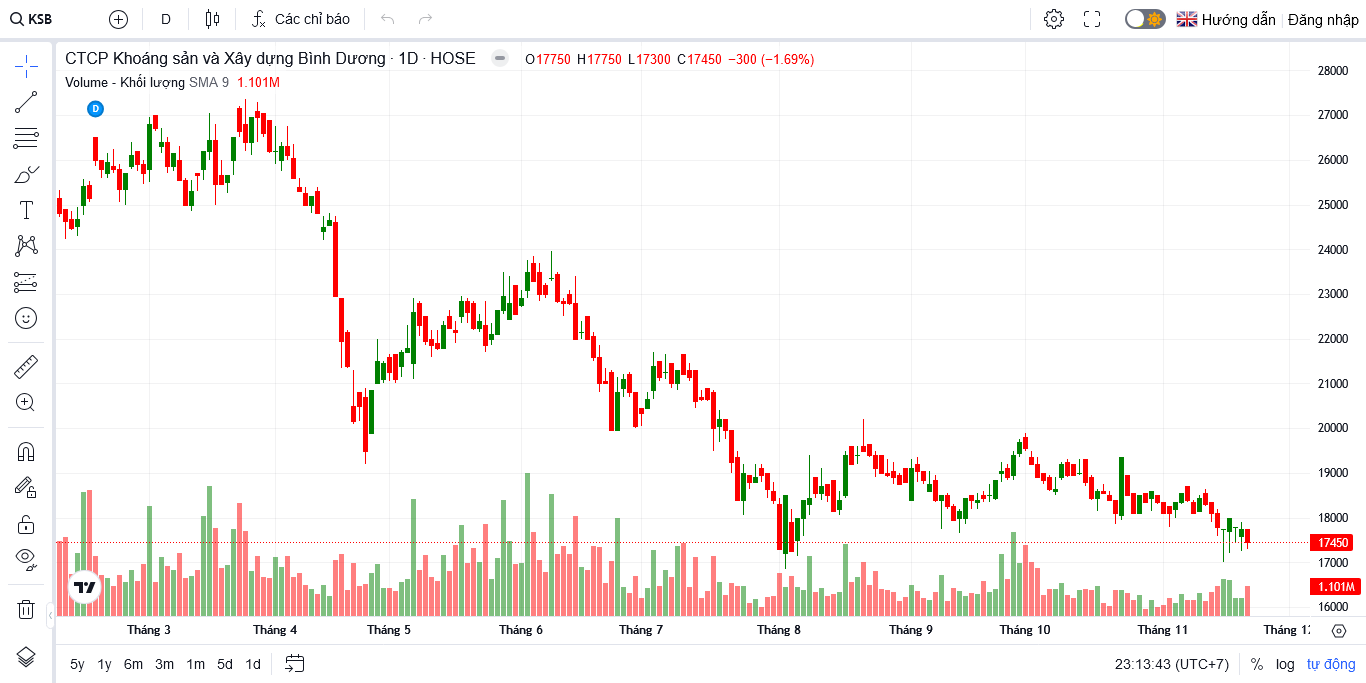 KSB D Các chỉ báo Hướng dẫn Đăng nhập
CTCP Khoáng sản và Xây dựng Bình Dương · 1D · HOSE O17750 H17750 L17300 C17450 −300 (−1.69%)
Volume - Khối lượng SMA 9 1.101M
D
28000
27000
26000
25000
24000
23000
22000
21000
20000
19000
18000
17450
17000
1.101M
16000
Tháng 3 Tháng 4 Tháng 5 Tháng 6 Tháng 7 Tháng 8 Tháng 9 Tháng 10 Tháng 11 Tháng 12
5y 1y 6m 3m 1m 5d 1d 23:13:43 (UTC+7) % log tự động